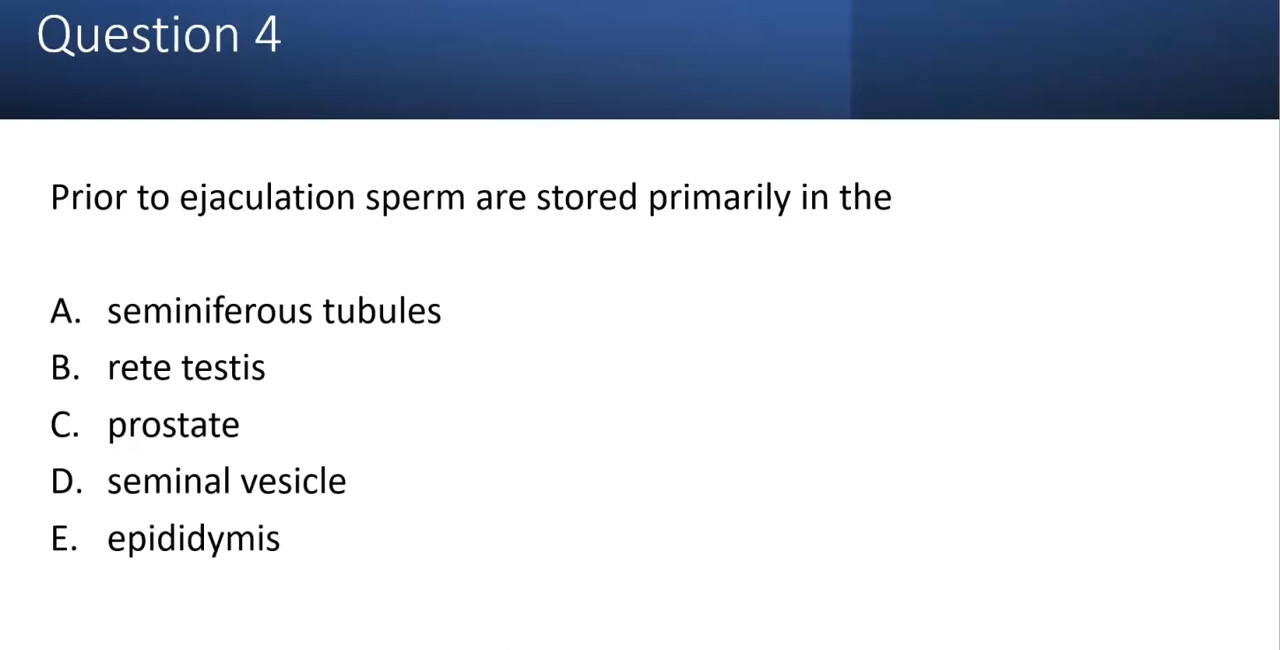 Question 4
Prior to ejaculation sperm are stored primarily in the
A. seminiferous tubules
B. rete testis
C. prostate
D. seminal vesicle
E. epididymis